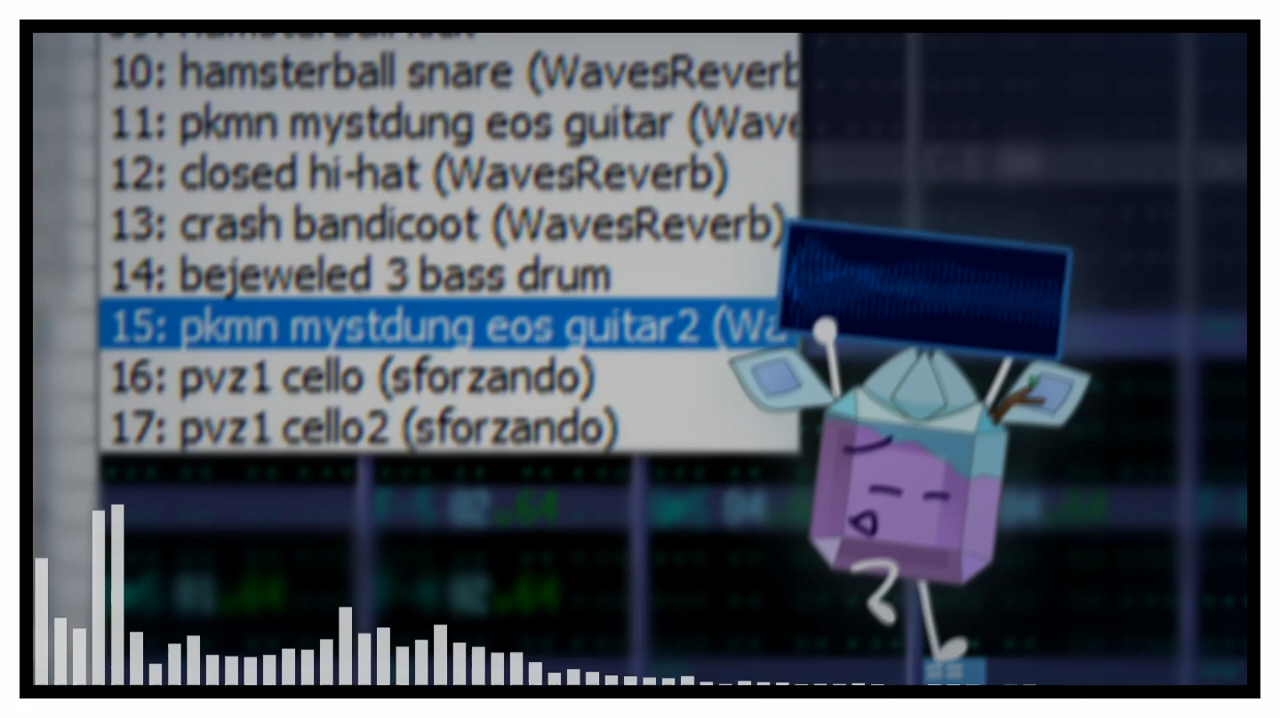 10: hamsterball snare (WavesReverb
11: pkmn mystdung eos guitar (Wave
12: closed hi-hat (WavesReverb)
13: crash bandicoot (WavesReverb)
14: bejeweled 3 bass drum
15: pkmn mystdung eos guitar2 (Wa
16: pvz1 cello (sforzando)
17: pvz1 cello2 (sforzando)